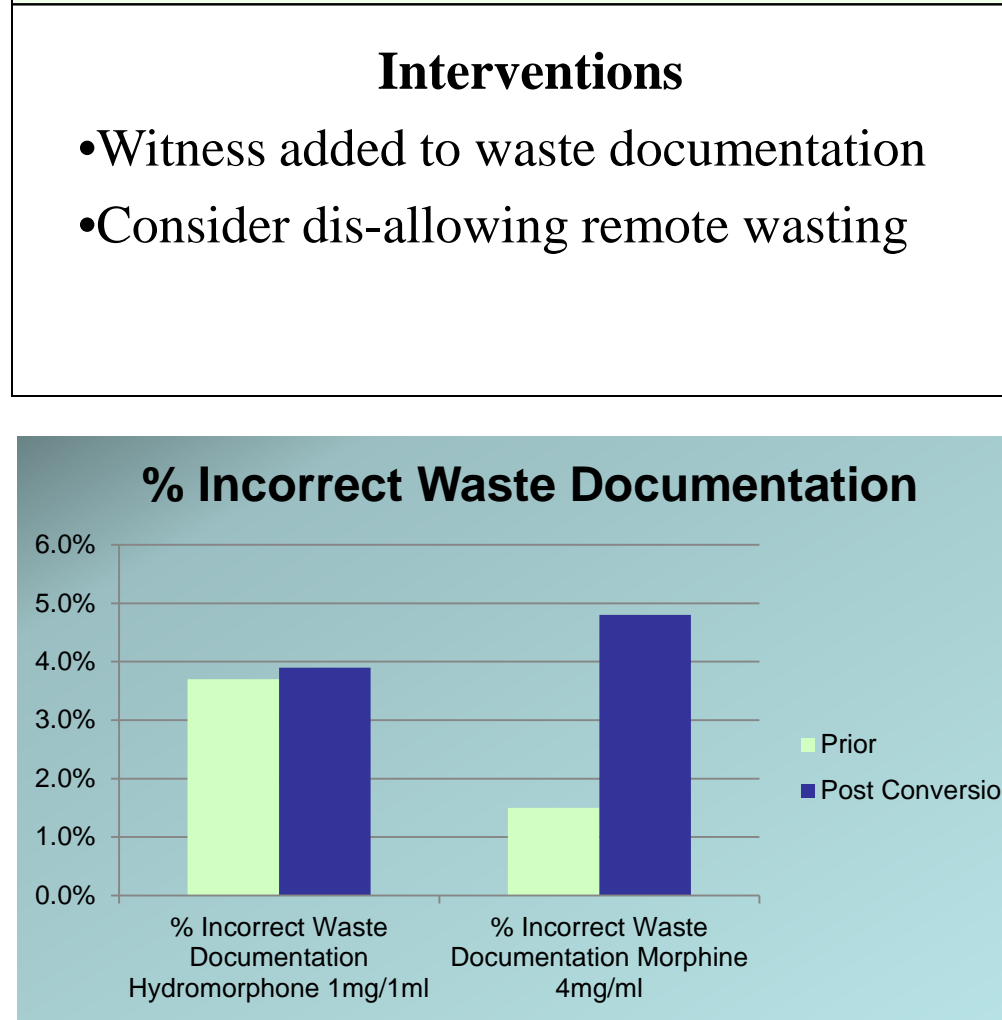 Interventions
•Witness added to waste documentation
•Consider dis-allowing remote wasting
% Incorrect Waste Documentation
6.0%
5.0%
4.0%
3.0%
2.0%
1.0%
0.0%
% Incorrect Waste
Documentation
Hydromorphone 1mg/1ml
% Incorrect Waste
Documentation Morphine
4mg/ml
Prior
Post Conversio